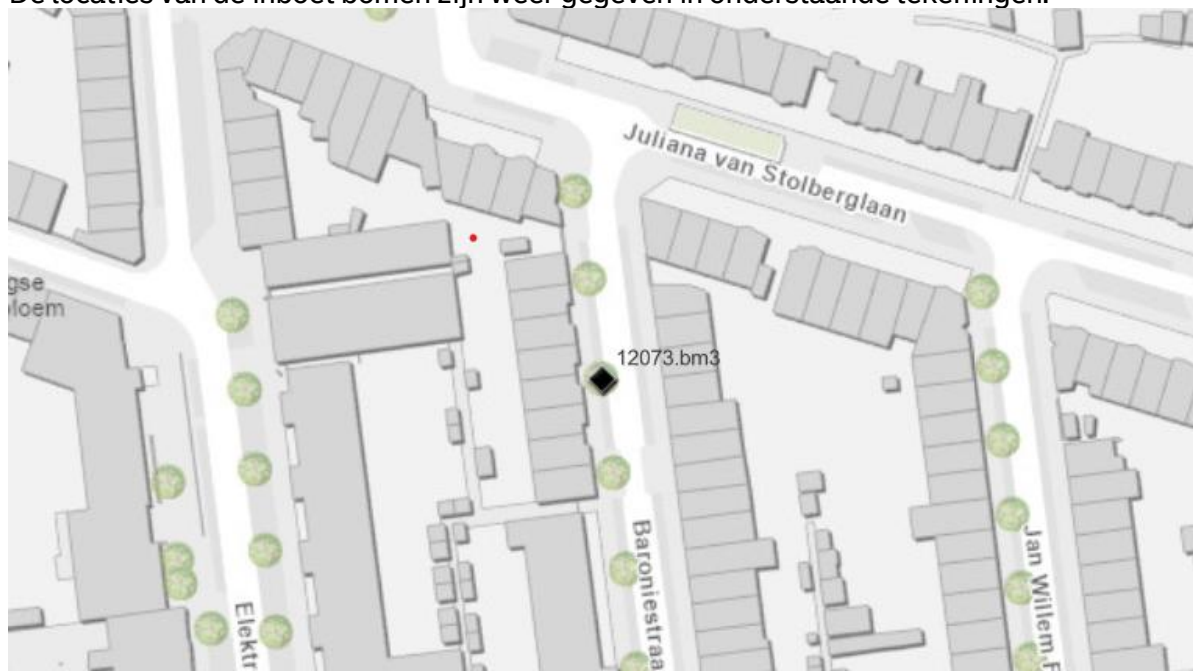 De locaties van de inboet bomen zijn weer gegeven in onderstaande tekeningen.
Juliana van Stolberglaan
gse
bloem
12073.bm3
Baroniestraa
Elektr
Jan Willem F